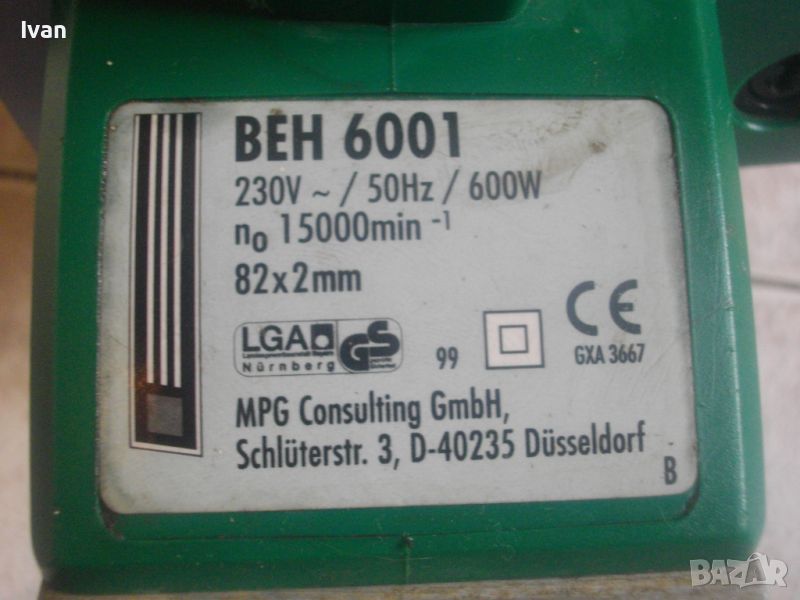 Ivan
BEH 6001
230V ~ / 50Hz / 600W
n₀ 15000min ⁻¹
82x2mm
LGA
Nürnberg
GS
99
CE
GXA 3667
MPG Consulting GmbH,
Schlüterstr. 3, D-40235 Düsseldorf
B
BAZAR